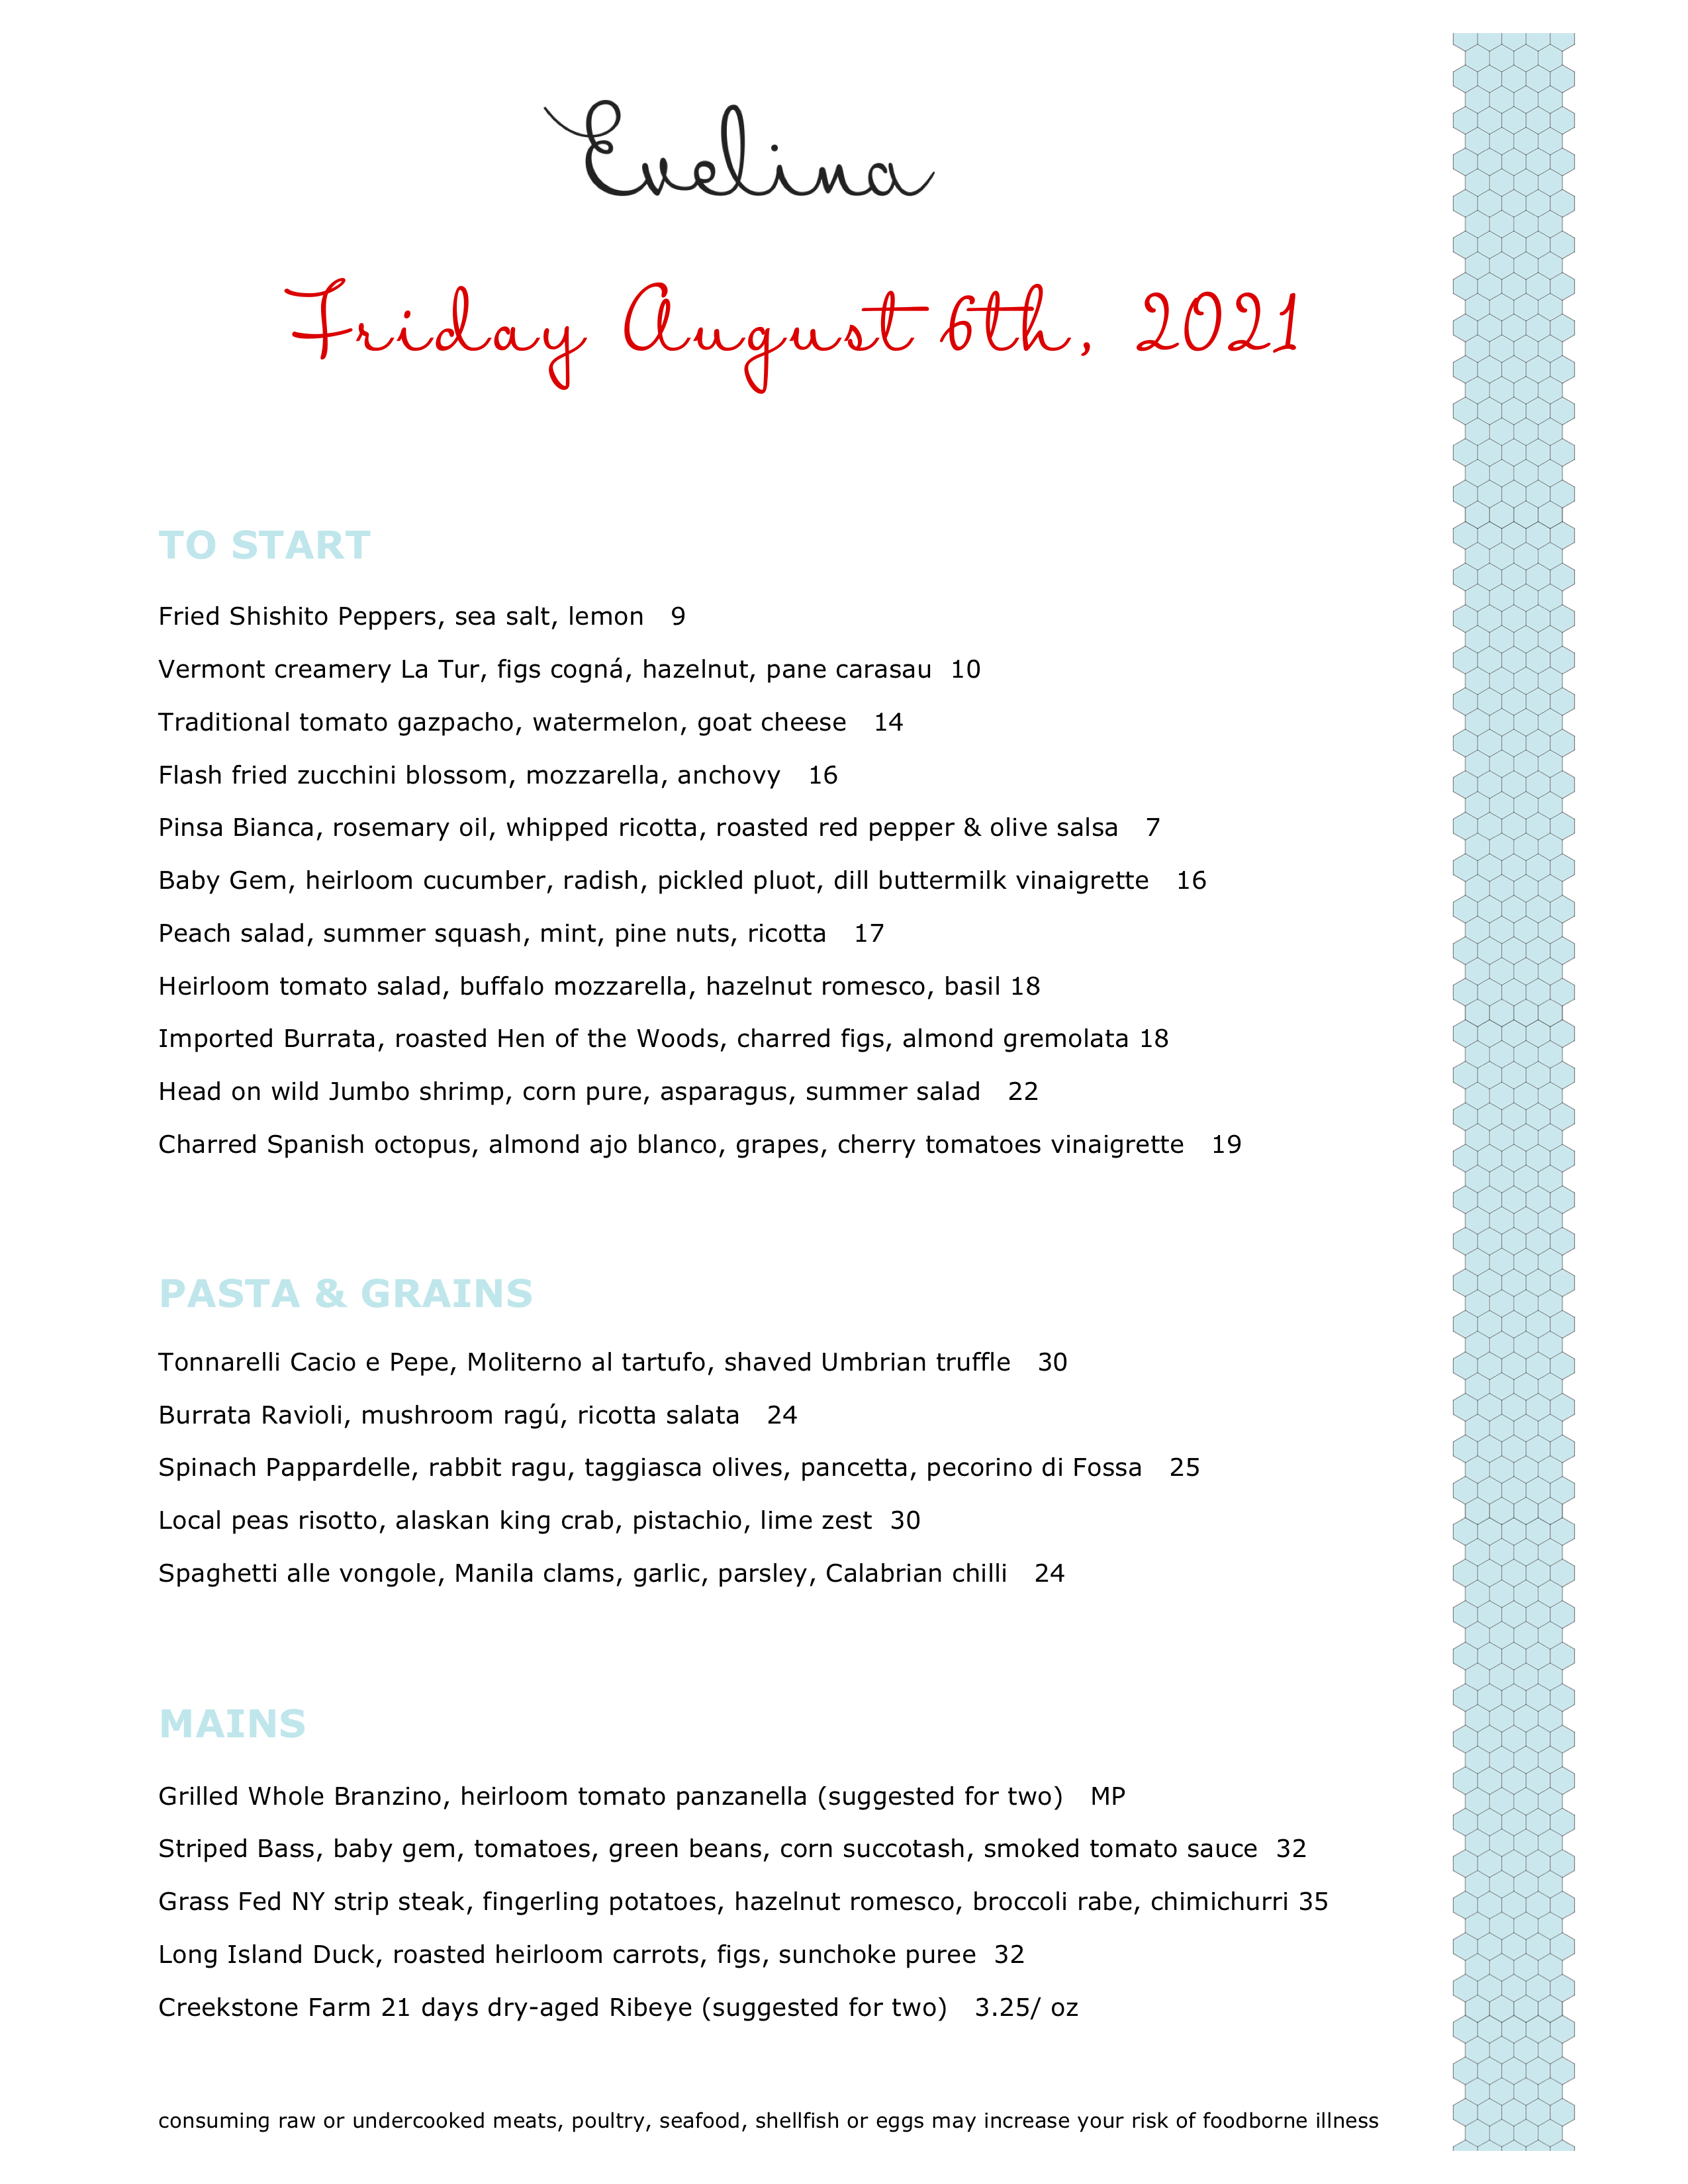 Evelina
Friday August 6th, 2021
TO START
Fried Shishito Peppers, sea salt, lemon 9
Vermont creamery La Tur, figs cogná, hazelnut, pane carasau 10
Traditional tomato gazpacho, watermelon, goat cheese 14
Flash fried zucchini blossom, mozzarella, anchovy 16
Pinsa Bianca, rosemary oil, whipped ricotta, roasted red pepper & olive salsa 7
Baby Gem, heirloom cucumber, radish, pickled pluot, dill buttermilk vinaigrette 16
Peach salad, summer squash, mint, pine nuts, ricotta 17
Heirloom tomato salad, buffalo mozzarella, hazelnut romesco, basil 18
Imported Burrata, roasted Hen of the Woods, charred figs, almond gremolata 18
Head on wild Jumbo shrimp, corn pure, asparagus, summer salad 22
Charred Spanish octopus, almond ajo blanco, grapes, cherry tomatoes vinaigrette 19
PASTA & GRAINS
Tonnarelli Cacio e Pepe, Moliterno al tartufo, shaved Umbrian truffle 30
Burrata Ravioli, mushroom ragú, ricotta salata 24
Spinach Pappardelle, rabbit ragu, taggiasca olives, pancetta, pecorino di Fossa 25
Local peas risotto, alaskan king crab, pistachio, lime zest 30
Spaghetti alle vongole, Manila clams, garlic, parsley, Calabrian chilli 24
MAINS
Grilled Whole Branzino, heirloom tomato panzanella (suggested for two) MP
Striped Bass, baby gem, tomatoes, green beans, corn succotash, smoked tomato sauce 32
Grass Fed NY strip steak, fingerling potatoes, hazelnut romesco, broccoli rabe, chimichurri 35
Long Island Duck, roasted heirloom carrots, figs, sunchoke puree 32
Creekstone Farm 21 days dry-aged Ribeye (suggested for two) 3.25/ oz
consuming raw or undercooked meats, poultry, seafood, shellfish or eggs may increase your risk of foodborne illness